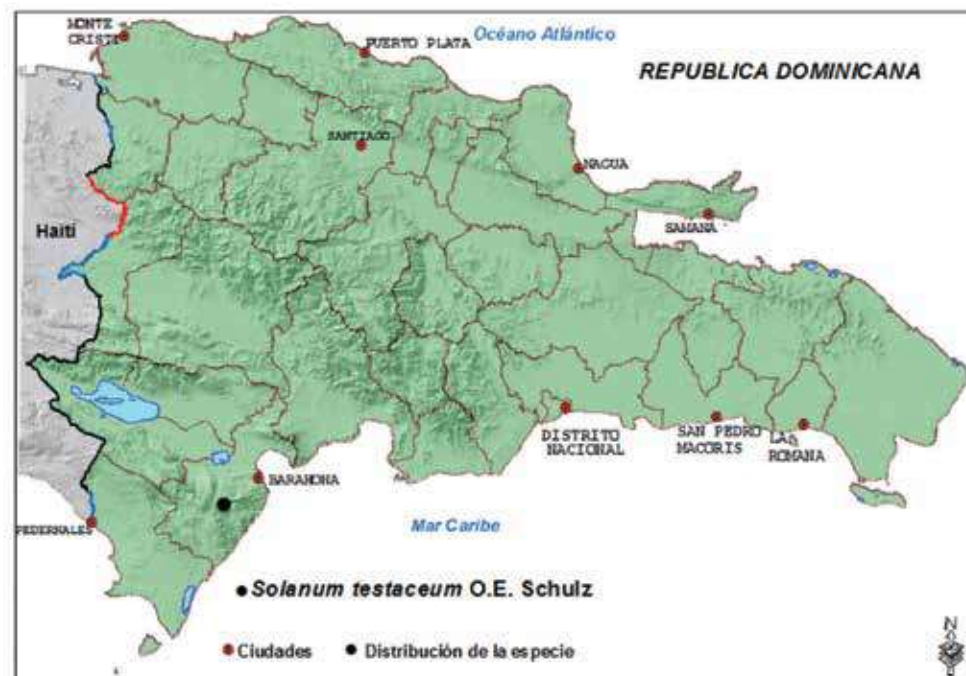 MONTE
CRISTI
PUERTO PLATA
Océano Atlántico
REPUBLICA DOMINICANA
SANTIAGO
NAGUA
SAMANA
Haití
DISTRITO
NACIONAL
SAN PEDRO
MACORIS
LA
ROMANA
BARAHONA
PEDERNALES
Mar Caribe
Solanum testaceum O.E. Schulz
Ciudades
Distribución de la especie
N